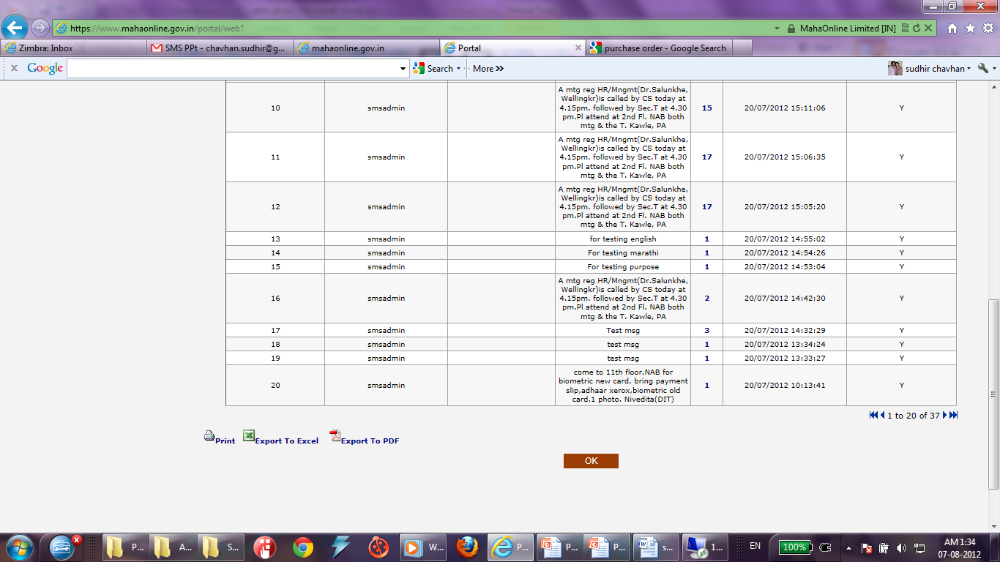 https://www.mahaonline.gov.in/portal/web?
MahaOnline Limited [IN]
Zimbra: Inbox
SMS PPt - chavhan.sudhir@g...
mahaonline.gov.in
Portal
purchase order - Google Search
x Google
Search
More »
sudhir chavhan
10 smsadmin A mtg reg HR/Mngmt(Dr.Salunkhe,
Wellingkr)is called by CS today at
4.15pm. followed by Sec.T at 4.30
pm.Pl attend at 2nd Fl. NAB both
mtg & the T. Kawle, PA
15 20/07/2012 15:11:06 Y
11 smsadmin A mtg reg HR/Mngmt(Dr.Salunkhe,
Wellingkr)is called by CS today at
4.15pm. followed by Sec.T at 4.30
pm.Pl attend at 2nd Fl. NAB both
mtg & the T. Kawle, PA
17 20/07/2012 15:06:35 Y
12 smsadmin A mtg reg HR/Mngmt(Dr.Salunkhe,
Wellingkr)is called by CS today at
4.15pm. followed by Sec.T at 4.30
pm.Pl attend at 2nd Fl. NAB both
mtg & the T. Kawle, PA
17 20/07/2012 15:05:20 Y
13 smsadmin for testing english 1 20/07/2012 14:55:02 Y
14 smsadmin For testing marathi 1 20/07/2012 14:54:26 Y
15 smsadmin For testing purpose 1 20/07/2012 14:53:04 Y
16 smsadmin A mtg reg HR/Mngmt(Dr.Salunkhe,
Wellingkr)is called by CS today at
4.15pm. followed by Sec.T at 4.30
pm.Pl attend at 2nd Fl. NAB both
mtg & the T. Kawle, PA
2 20/07/2012 14:42:30 Y
17 smsadmin Test msg 3 20/07/2012 14:32:29 Y
18 smsadmin test msg 1 20/07/2012 13:34:24 Y
19 smsadmin test msg 1 20/07/2012 13:33:27 Y
20 smsadmin come to 11th floor,NAB for
biometric new card, bring payment
slip,adhaar xerox,biometric old
card,1 photo. Nivedita(DIT)
1 20/07/2012 10:13:41 Y
1 to 20 of 37
Print Export To Excel Export To PDF
OK
P... A... S... W... P... P... P... s... 1... EN 100% AM 1:34
07-08-2012